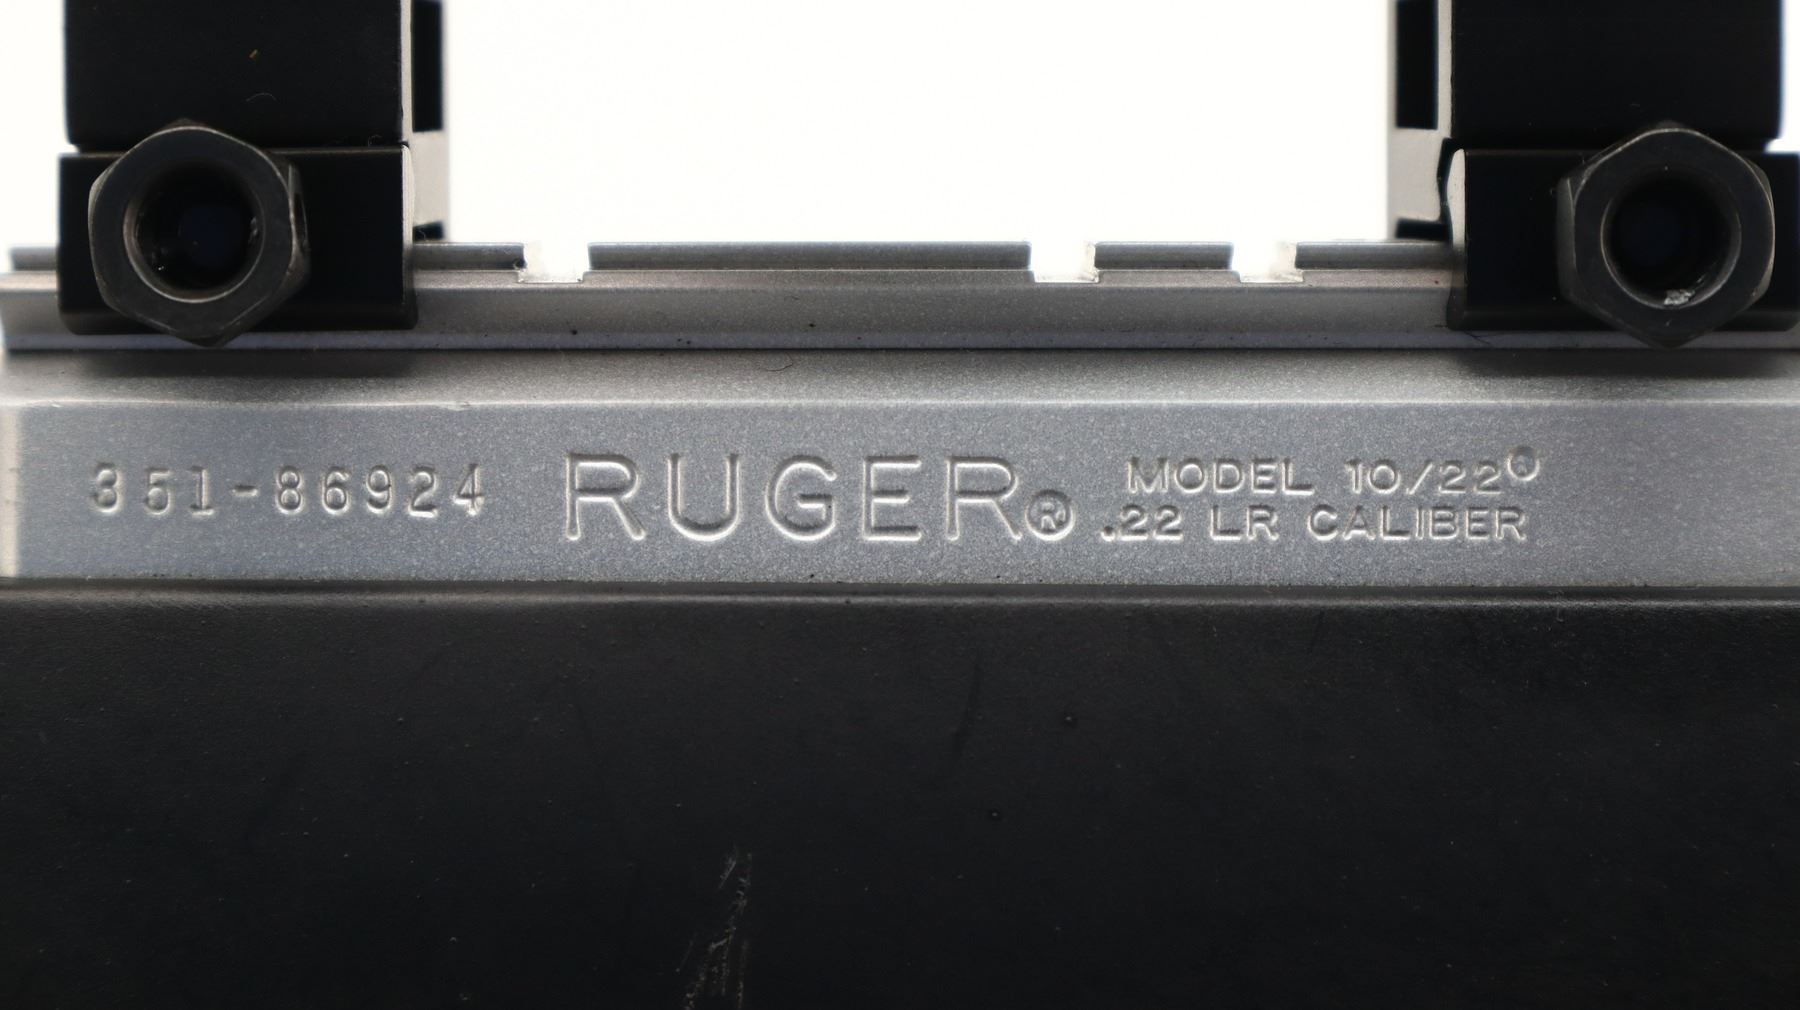 351-86924
RUGER®
MODEL 10/22®
.22 LR CALIBER